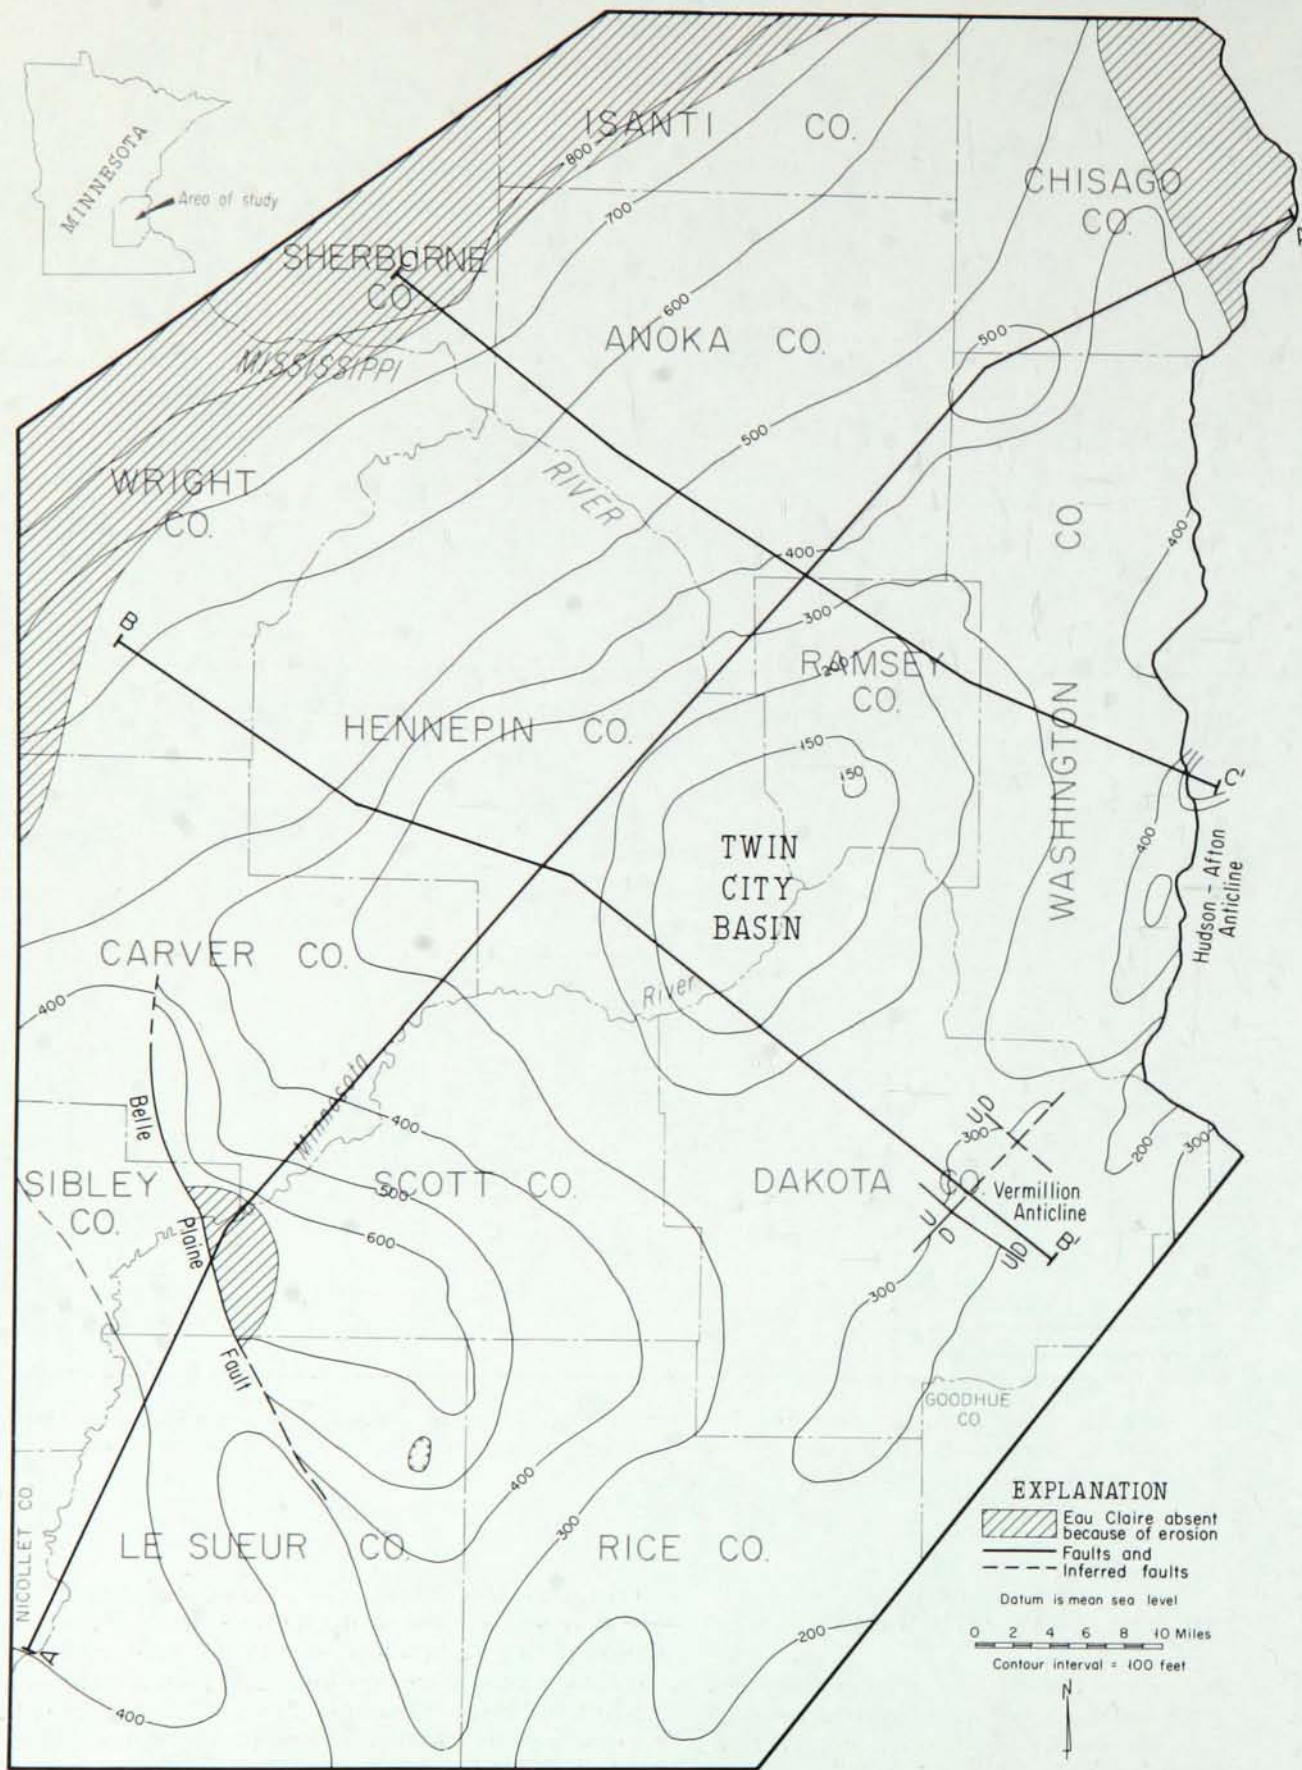 MINNESOTA
Area of study
ISANTI CO.
800
700
CHISAGO
CO.
SHERBURNE
CO.
C
A'
600
500
MISSISSIPPI
ANOKA CO.
500
WRIGHT
CO.
RIVER
400
400
B
300
RAMSEY
CO.
200
HENNEPIN CO.
WASHINGTON CO.
150
150
C'
400
TWIN
CITY
BASIN
Hudson - Afton
Anticline
CARVER CO.
River
400
Minnesota
Belle
Plaine
Fault
400
U D
300
200
300
SIBLEY
CO.
500
SCOTT CO.
DAKOTA CO.
Vermillion
Anticline
600
U
D
U D
B'
300
GOODHUE
CO
400
300
NICOLLET CO.
LE SUEUR CO.
RICE CO.
A
400
200
EXPLANATION
Eau Claire absent
because of erosion
Faults and
Inferred faults
Datum is mean sea level
0 2 4 6 8 10 Miles
Contour interval = 100 feet
N